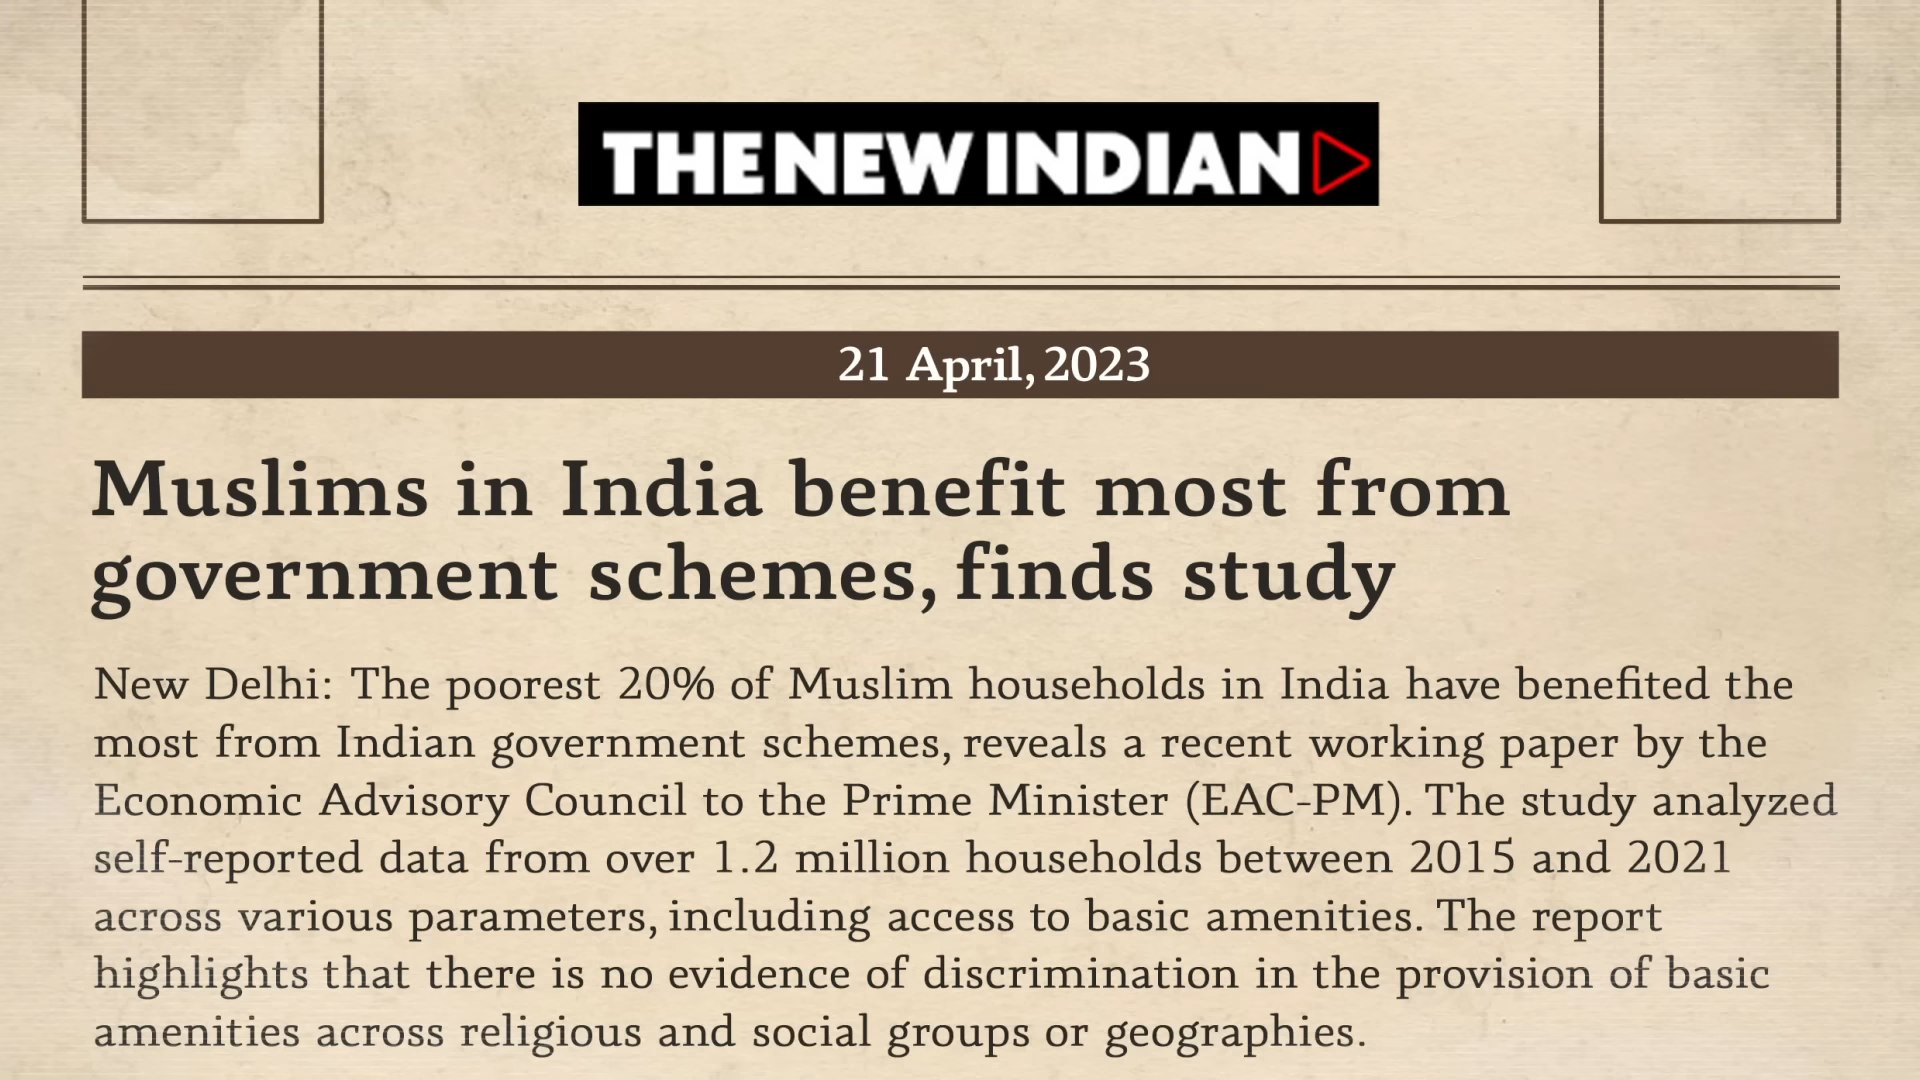 THE NEW INDIAN
21 April, 2023
Muslims in India benefit most from
government schemes, finds study
New Delhi: The poorest 20% of Muslim households in India have benefited the
most from Indian government schemes, reveals a recent working paper by the
Economic Advisory Council to the Prime Minister (EAC-PM). The study analyzed
self-reported data from over 1.2 million households between 2015 and 2021
across various parameters, including access to basic amenities. The report
highlights that there is no evidence of discrimination in the provision of basic
amenities across religious and social groups or geographies.